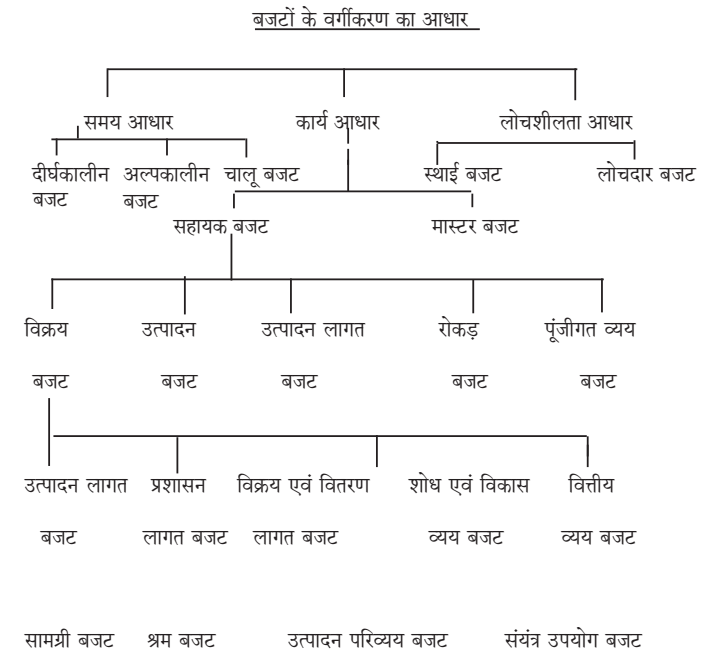 बजटों के वर्गीकरण का आधार
समय आधार कार्य आधार लोचशीलता आधार
दीर्घकालीन अल्पकालीन चालू बजट स्थाई बजट लोचदार बजट
बजट बजट
सहायक बजट मास्टर बजट
विक्रय उत्पादन उत्पादन लागत रोकड़ पूंजीगत व्यय
बजट बजट बजट बजट बजट
उत्पादन लागत प्रशासन विक्रय एवं वितरण शोध एवं विकास वित्तीय
बजट लागत बजट लागत बजट व्यय बजट व्यय बजट
सामग्री बजट श्रम बजट उत्पादन परिव्यय बजट संयंत्र उपयोग बजट